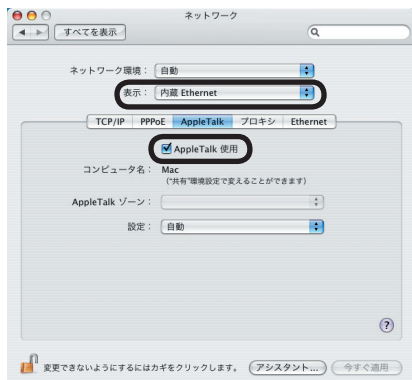 ネットワーク
すべてを表示
ネットワーク環境： 自動
表示： 内蔵 Ethernet
TCP/IP PPPoE AppleTalk プロキシ Ethernet
AppleTalk 使用
コンピュータ名： Mac
（“共有”環境設定で変えることができます）
AppleTalk ゾーン：
設定： 自動
?
変更できないようにするにはカギをクリックします。 アシスタント... 今すぐ適用